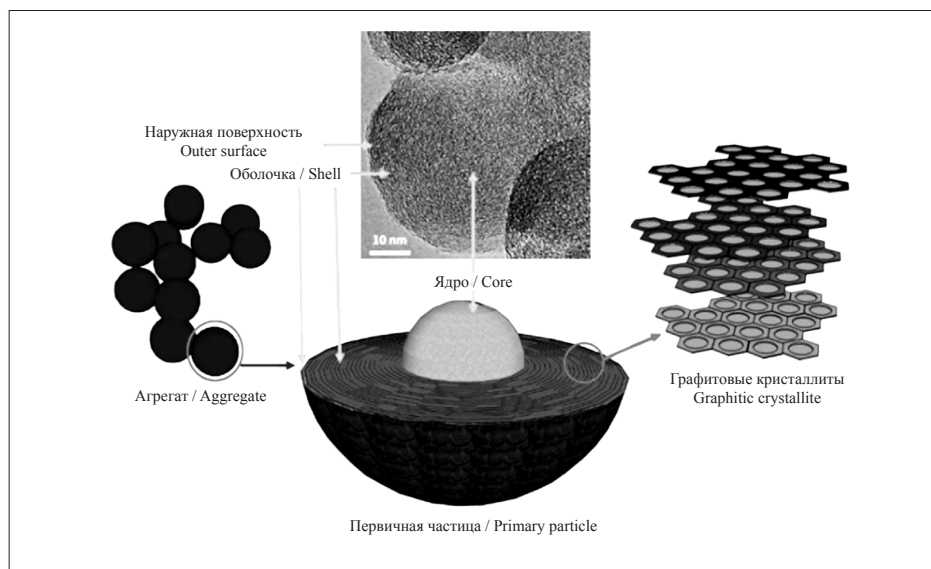 Наружная поверхность
Outer surface
Оболочка / Shell
10 nm
Ядро / Core
Агрегат / Aggregate
Графитовые кристаллиты
Graphitic crystallite
Первичная частица / Primary particle